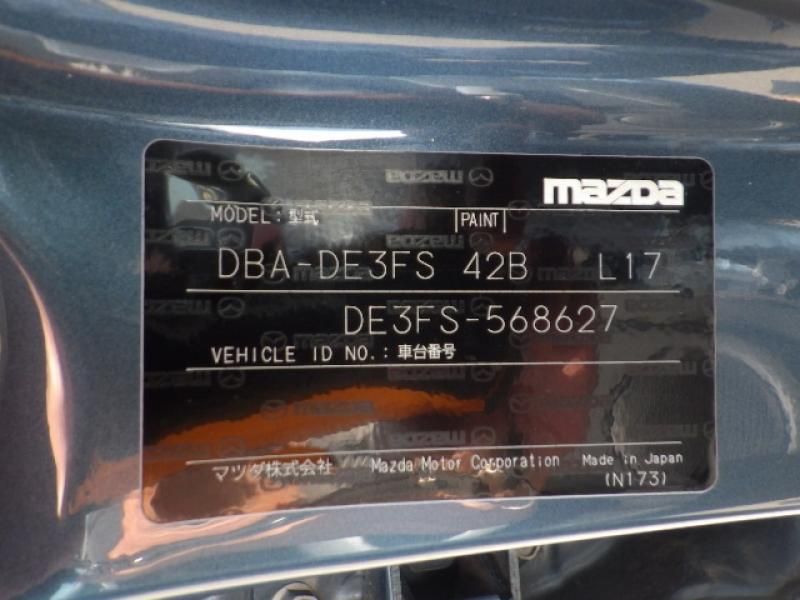 mazda
MODEL:型式 PAINT
DBA-DE3FS 42B L17
DE3FS-568627
VEHICLE ID NO.:車台番号
マツダ株式会社 Mazda Motor Corporation Made in Japan
(N173)